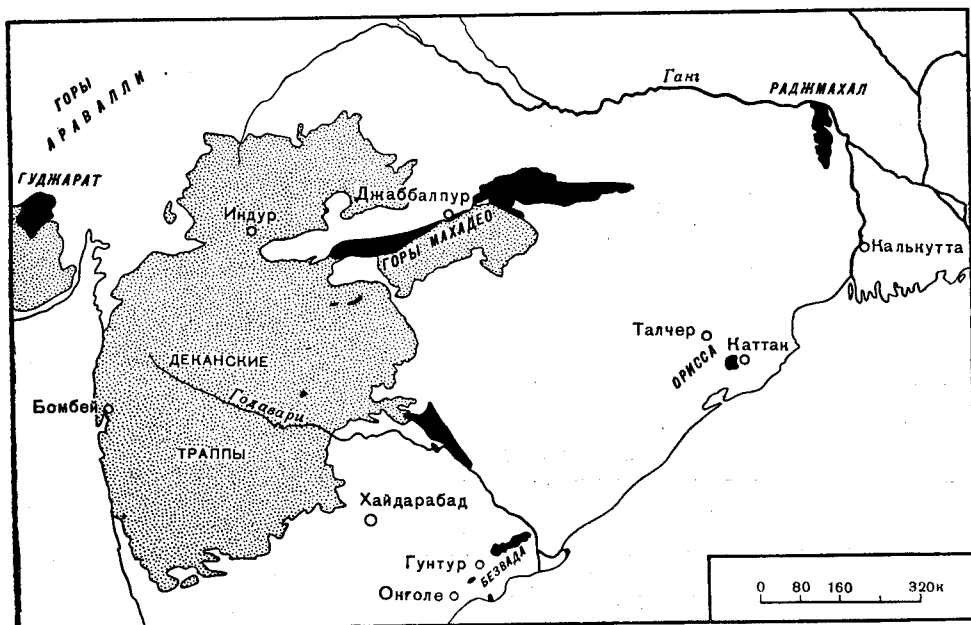 ГОРЫ
АРАВАЛЛИ
Ганг
РАДЖМАХАЛ
ГУДЖАРАТ
Джаббалпур
Индур
ГОРЫ МАХАДЕО
Калькутта
Талчер
Каттак
ОРИССА
ДЕКАНСКИЕ
Годавари
Бомбей
ТРАППЫ
Хайдарабад
Гунтур
БЕЗВАДА
Онголе
0 80 160 320к